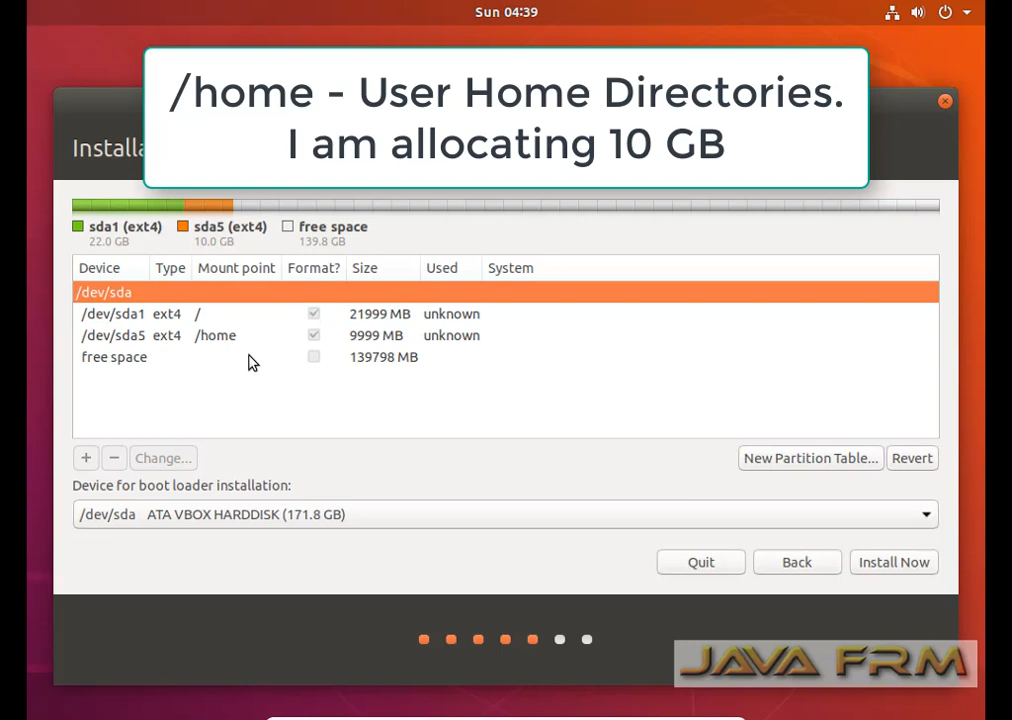 Sun 04:39
/home - User Home Directories.
I am allocating 10 GB
Installa
sda1 (ext4) sda5 (ext4) free space
22.0 GB 10.0 GB 139.8 GB
Device Type Mount point Format? Size Used System
/dev/sda
/dev/sda1 ext4 / 21999 MB unknown
/dev/sda5 ext4 /home 9999 MB unknown
free space 139798 MB
+ − Change... New Partition Table... Revert
Device for boot loader installation:
/dev/sda ATA VBOX HARDDISK (171.8 GB)
Quit Back Install Now
JAVA FRM